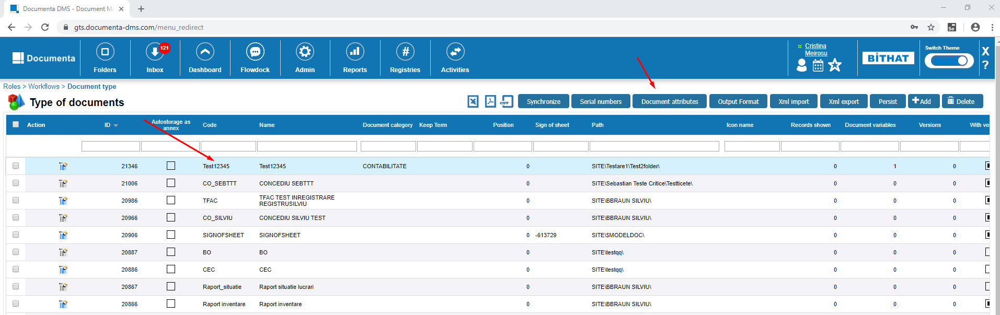 Documenta DMS - Document Ma
gts.documenta-dms.com/menu_redirect
Se
Documenta
Folders
121
Inbox
Dashboard
Flowdock
Admin
Reports
#
Registries
Activities
Cristina
Meirosu
BiTHAT
Switch Theme
X
?
Roles > Workflows > Document type
Type of documents
csv
Synchronize
Serial numbers
Document attributes
Output Format
Xml import
Xml export
Persist
Add
Delete
Action ID Autostorage as annex Code Name Document category Keep Term Position Sign of sheet Path Icon name Records shown Document variables Versions With ve
21346 Test12345 Test12345 CONTABILITATE 0 SITE\Testare1\Test2folder\ 0 1 0
21006 CO_SEBTTT CONCEDIU SEBTTT 0 SITE\Sebastian Teste Critice\Testticete\ 0 0 0
20986 TFAC TFAC TEST INREGISTRARE REGISTRUSILVIU 0 SITE\BBRAUN SILVIU\ 0 0 0
20966 CO_SILVIU CONCEDIU SILVIU TEST 0 SITE\BBRAUN SILVIU\ 0 0 0
20906 SIGNOFSHEET SIGNOFSHEET 0 -613729 SITE\$MODELDOC\ 0 0 0
20887 BO BO 0 SITE\testqq\ 0 0 0
20886 CEC CEC 0 SITE\testqq\ 0 0 0
20867 Raport_situatie Raport situatie lucrari 0 SITE\BBRAUN SILVIU\ 0 0 0
20866 Raport inventare Raport inventare 0 SITE\BBRAUN SILVIU\ 0 0 0